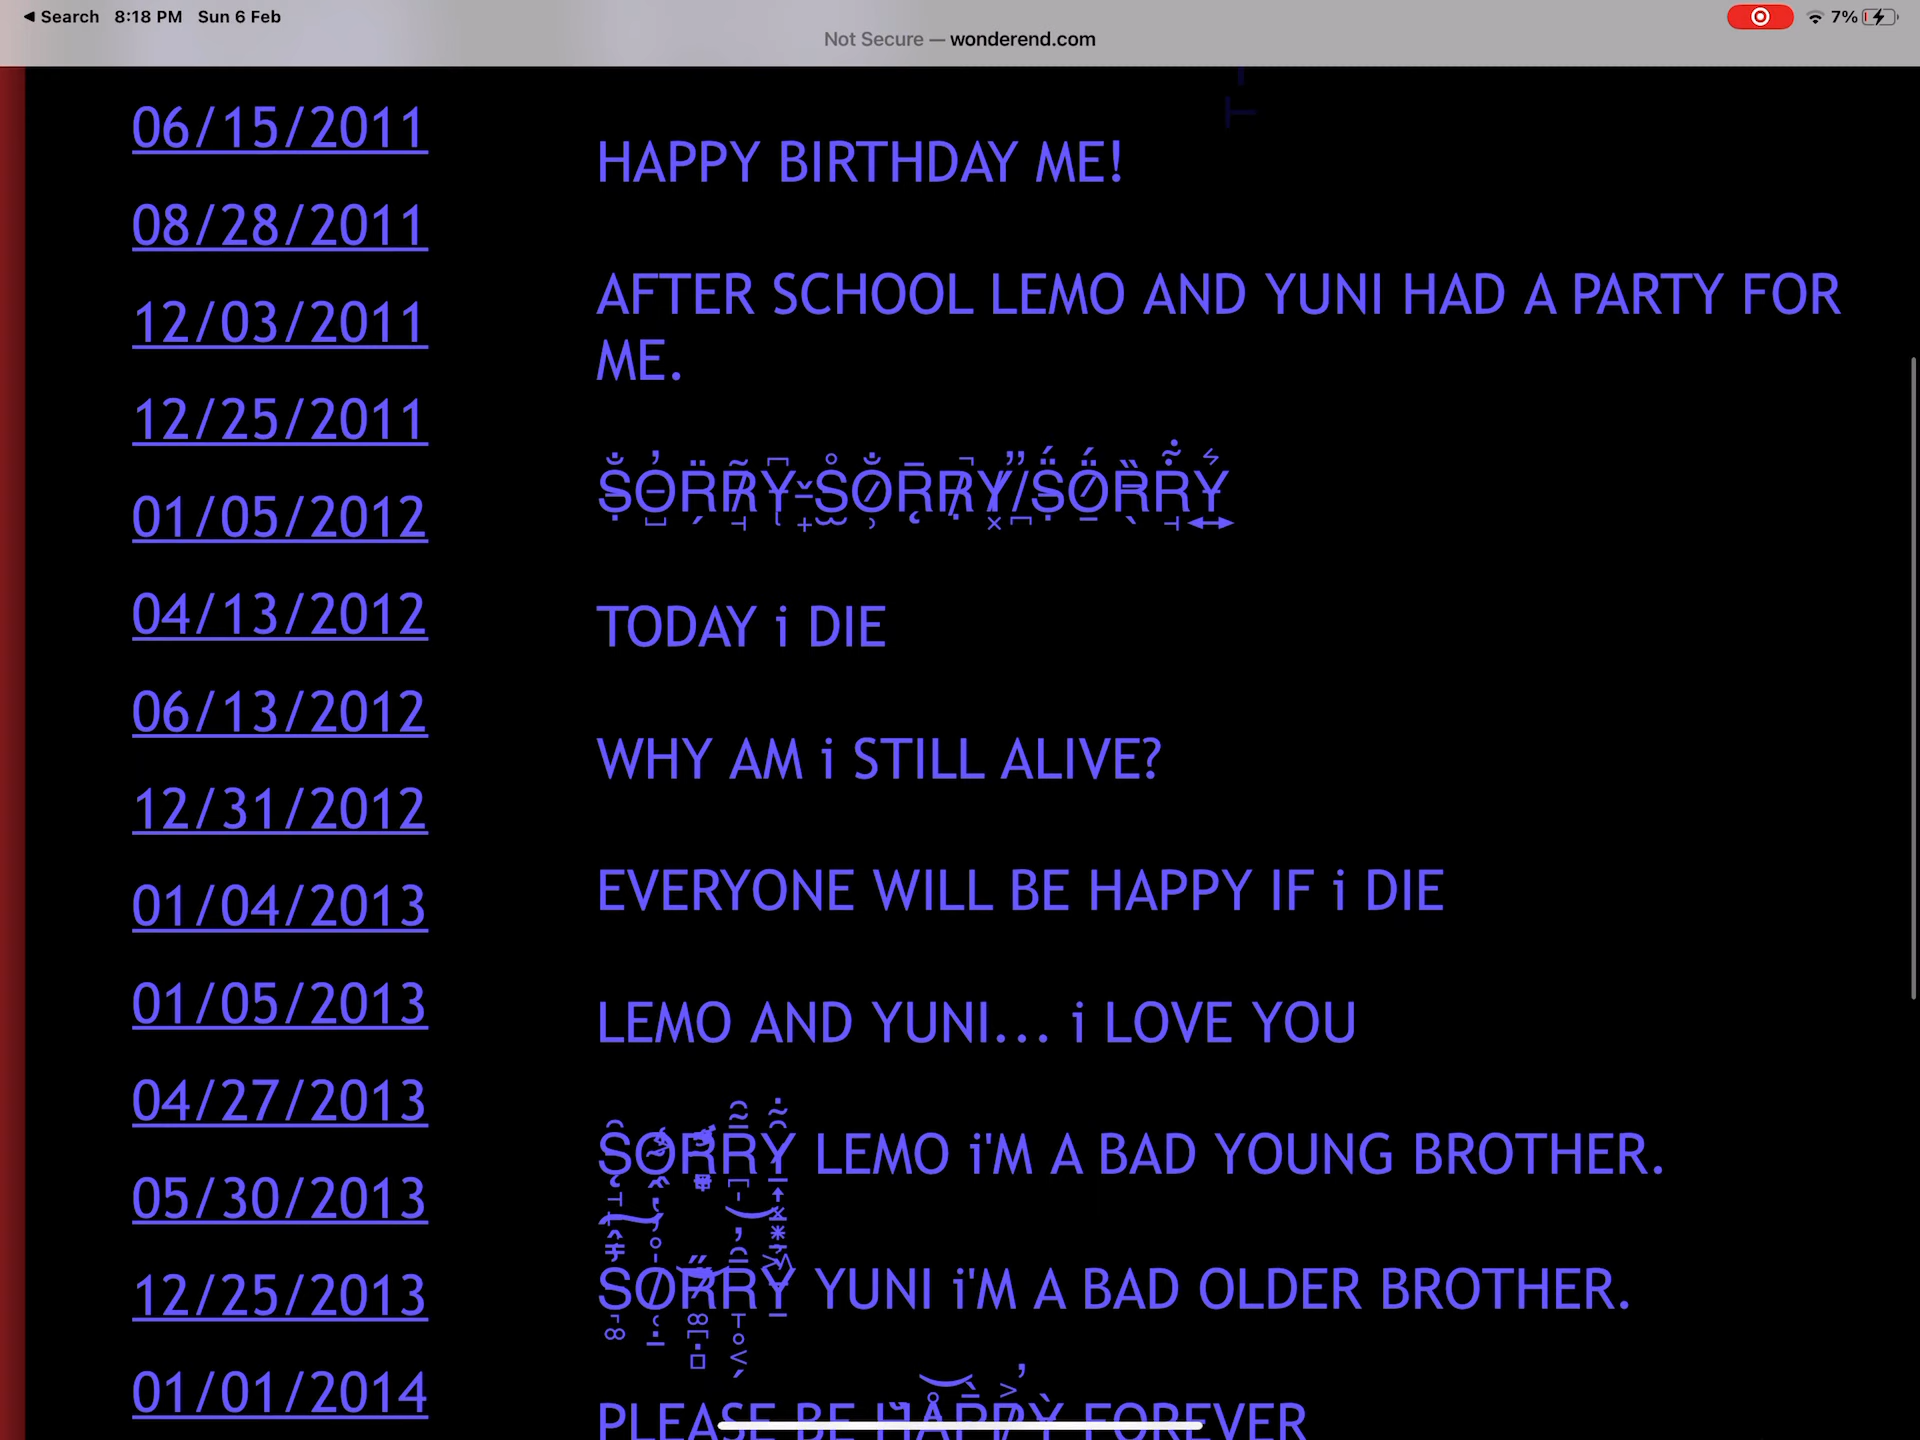 ◀ Search 8:18 PM Sun 6 Feb 7%
Not Secure — wonderend.com
06/15/2011
08/28/2011
12/03/2011
12/25/2011
01/05/2012
04/13/2012
06/13/2012
12/31/2012
01/04/2013
01/05/2013
04/27/2013
05/30/2013
12/25/2013
01/01/2014
HAPPY BIRTHDAY ME!
AFTER SCHOOL LEMO AND YUNI HAD A PARTY FOR
ME.
SORRY-SORRY/SORRY
TODAY i DIE
WHY AM i STILL ALIVE?
EVERYONE WILL BE HAPPY IF i DIE
LEMO AND YUNI... i LOVE YOU
SORRY LEMO i'M A BAD YOUNG BROTHER.
SORRY YUNI i'M A BAD OLDER BROTHER.
PLEASE BE HAPPY FOREVER